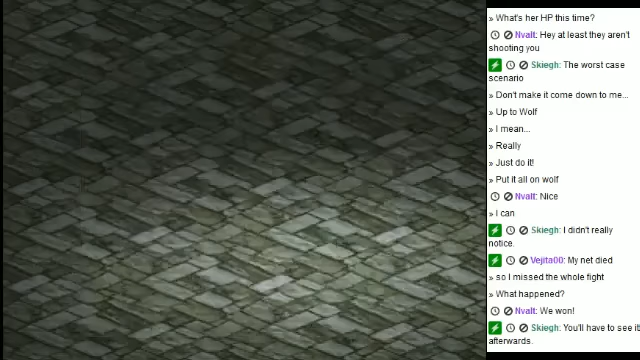 » What's her HP this time?
Nvalt: Hey at least they aren't
shooting you
Skiegh: The worst case
scenario
» Don't make it come down to me...
» Up to Wolf
» I mean...
» Really
» Just do it!
» Put it all on wolf
Nvalt: Nice
» I can
Skiegh: I didn't really
notice.
Vejita00: My net died
» so I missed the whole fight
» What happened?
Nvalt: We won!
Skiegh: You'll have to see it
afterwards.